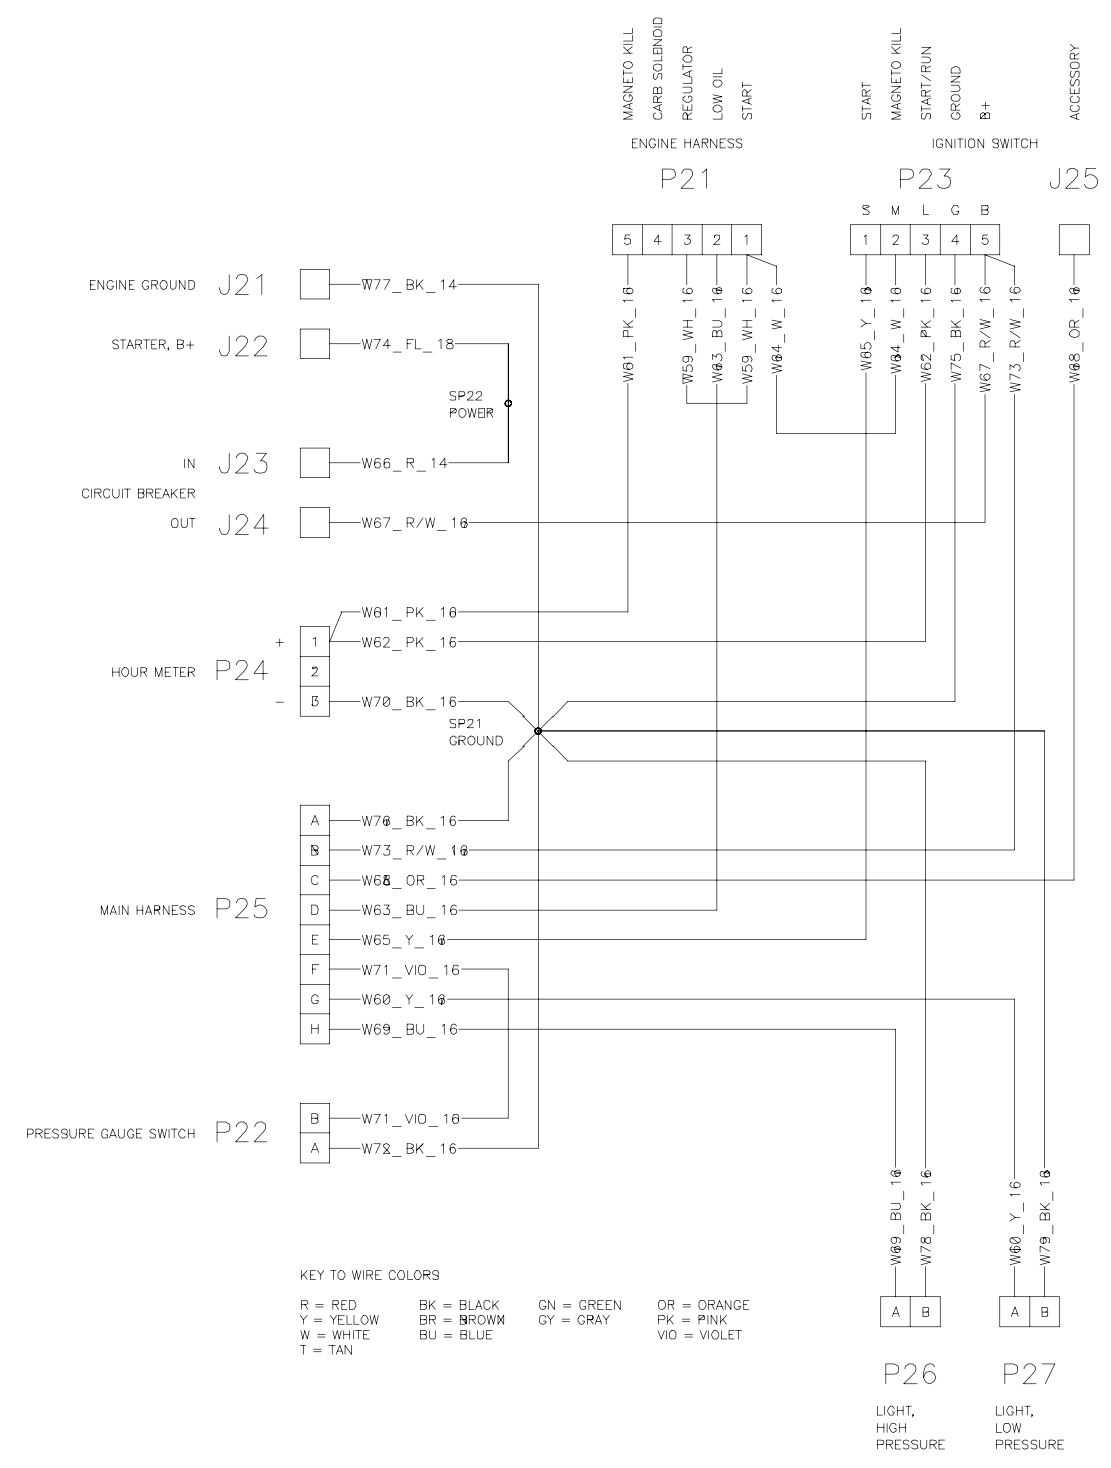 MAGNETO KILL
CARB SOLENOID
REGULATOR
LOW OIL
START
START
MAGNETO KILL
START/RUN
GROUND
B+
ACCESSORY
ENGINE HARNESS
IGNITION SWITCH
P21
P23
J25
S M L G B
5 4 3 2 1
1 2 3 4 5
W61_PK_16
W59_WH_16
W63_BU_16
W59_WH_16
W64_W_16
W65_Y_16
W64_W_16
W62_PK_16
W75_BK_16
W67_R/W_16
W73_R/W_16
W68_OR_16
ENGINE GROUND J21 W77_BK_14
STARTER, B+ J22 W74_FL_18
SP22
POWER
IN J23 W66_R_14
CIRCUIT BREAKER
OUT J24 W67_R/W_16
W61_PK_16
+ 1 W62_PK_16
HOUR METER P24 2
- 3 W70_BK_16
SP21
GROUND
A W76_BK_16
B W73_R/W_16
C W68_OR_16
MAIN HARNESS P25 D W63_BU_16
E W65_Y_16
F W71_VIO_16
G W60_Y_16
H W69_BU_16
B W71_VIO_16
PRESSURE GAUGE SWITCH P22
A W72_BK_16
W69_BU_16
W78_BK_16
W60_Y_16
W79_BK_16
KEY TO WIRE COLORS
R = RED BK = BLACK GN = GREEN OR = ORANGE
Y = YELLOW BR = BROWN GY = GRAY PK = PINK
W = WHITE BU = BLUE VIO = VIOLET
T = TAN
A B A B
P26 P27
LIGHT,
HIGH
PRESSURE
LIGHT,
LOW
PRESSURE